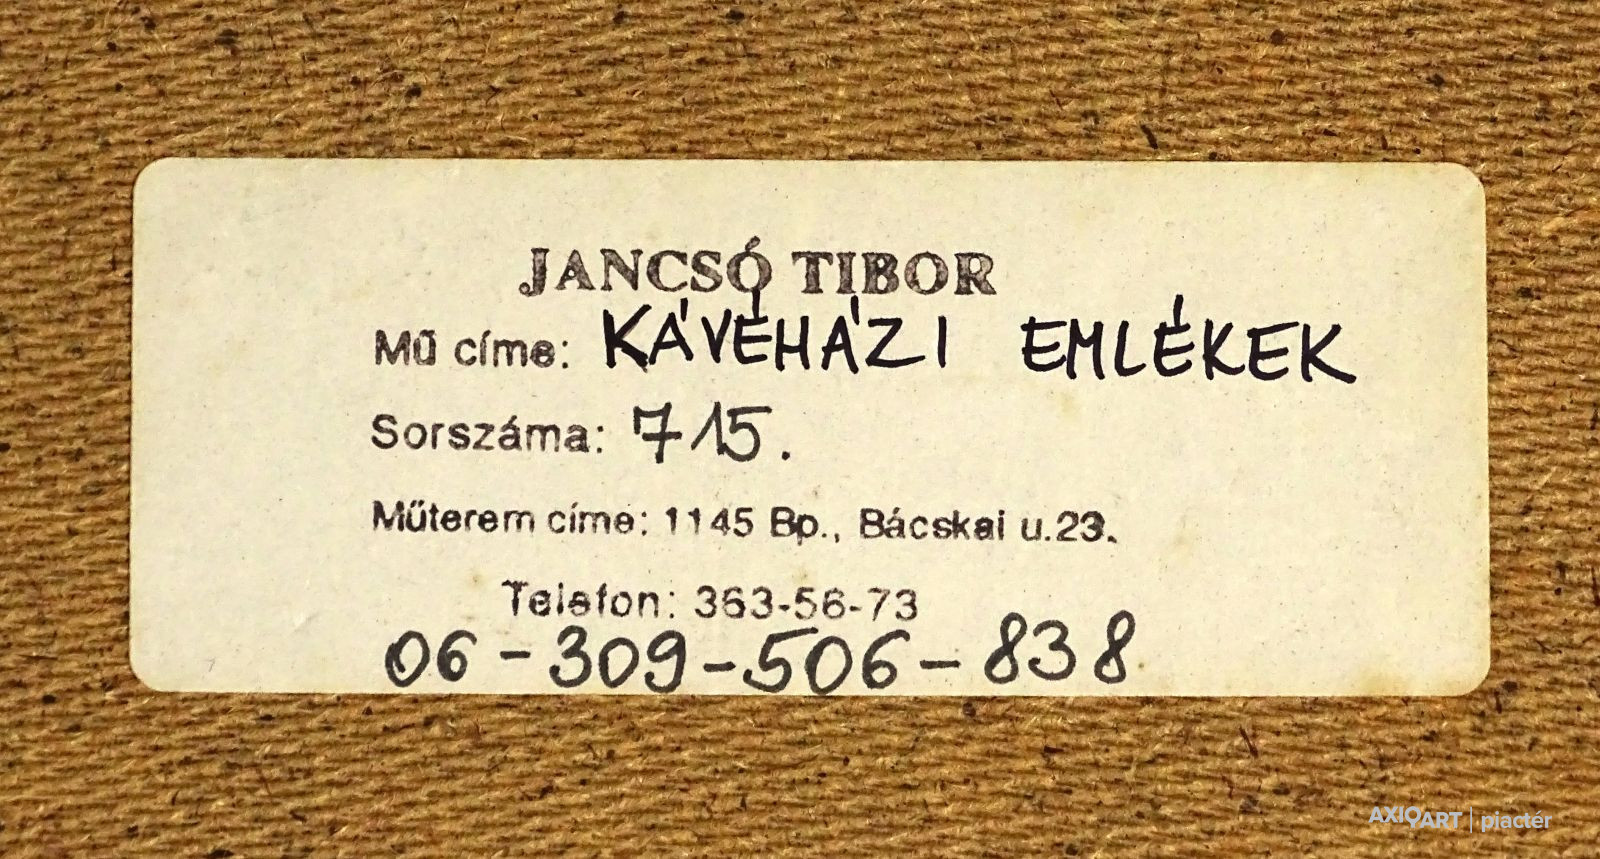 JANCSÓ TIBOR
Mű címe: KÁVÉHÁZI EMLÉKEK
Sorszáma: 715.
Műterem címe: 1145 Bp., Bácskai u.23.
Telefon: 363-56-73
06-309-506-838
AXIOART | piactér